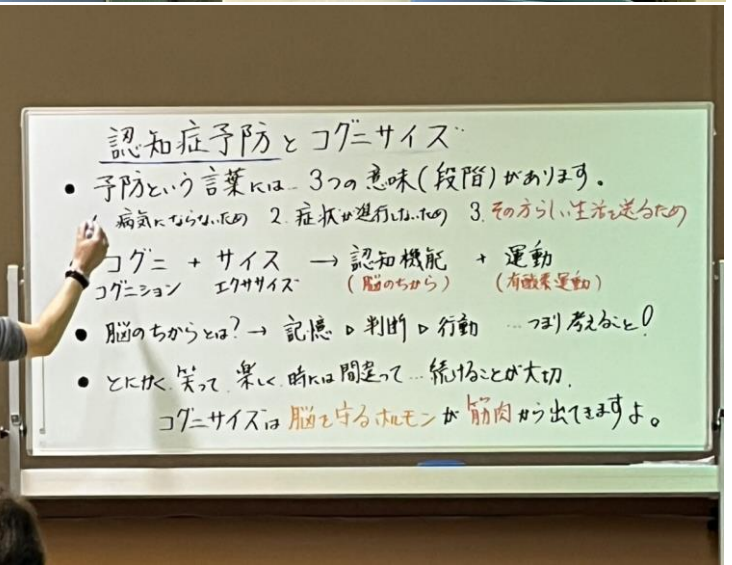 認知症予防とコグニサイズ
● 予防という言葉には 3つの意味(段階)があります。
病気にならないため 2. 症状が進行しないため 3. その方らしい生活を送るため
コグニ + サイズ → 認知機能 + 運動
コグニション エクササイズ (脳のちから) (有酸素運動)
● 脳のちからとは? → 記憶 ▷ 判断 ▷ 行動 …つまり考えること!
● とにかく、笑って、楽しく、時には間違って…続けることが大切、
コグニサイズは脳を守るホルモンが筋肉から出てきますよ。